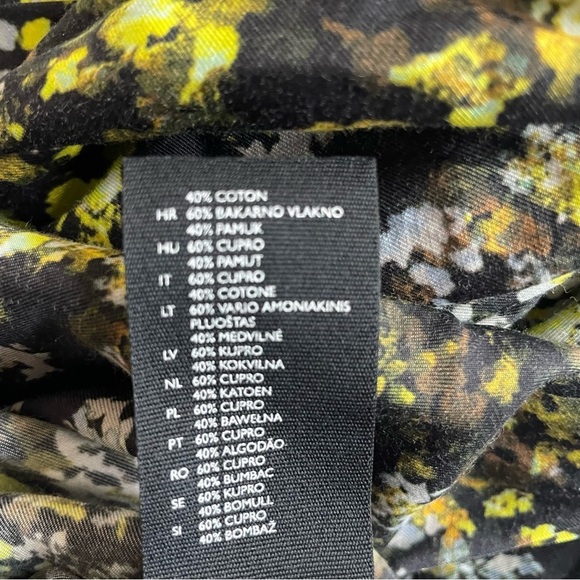 40% COTON
HR 60% BAKARNO VLAKNO
40% PAMUK
HU 60% CUPRO
40% PAMUT
IT 60% CUPRO
40% COTONE
LT 60% VARIO AMONIAKINIS
PLUOŠTAS
40% MEDVILNĖ
LV 60% KUPRO
40% KOKVILNA
NL 60% CUPRO
40% KATOEN
PL 60% CUPRO
40% BAWEŁNA
PT 60% CUPRO
40% ALGODÃO
RO 60% CUPRO
40% BUMBAC
SE 60% KUPRO
40% BOMULL
SI 60% CUPRO
40% BOMBAŽ